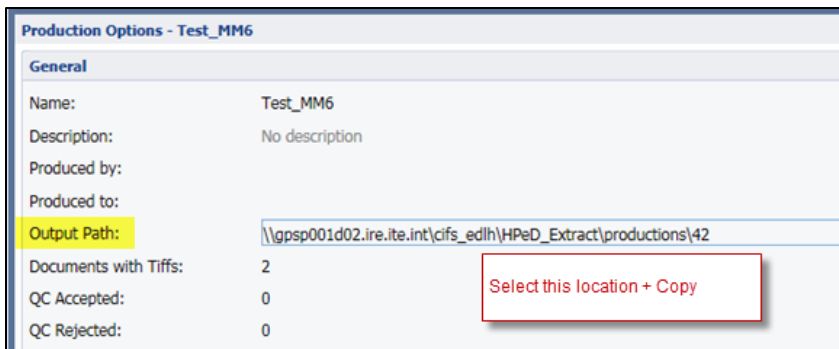 Production Options - Test_MM6
General
Name: Test_MM6
Description: No description
Produced by:
Produced to:
Output Path: \\gpsp001d02.ire.ite.int\cifs_edlh\HPeD_Extract\productions\42
Documents with Tiffs: 2
QC Accepted: 0
QC Rejected: 0
Select this location + Copy